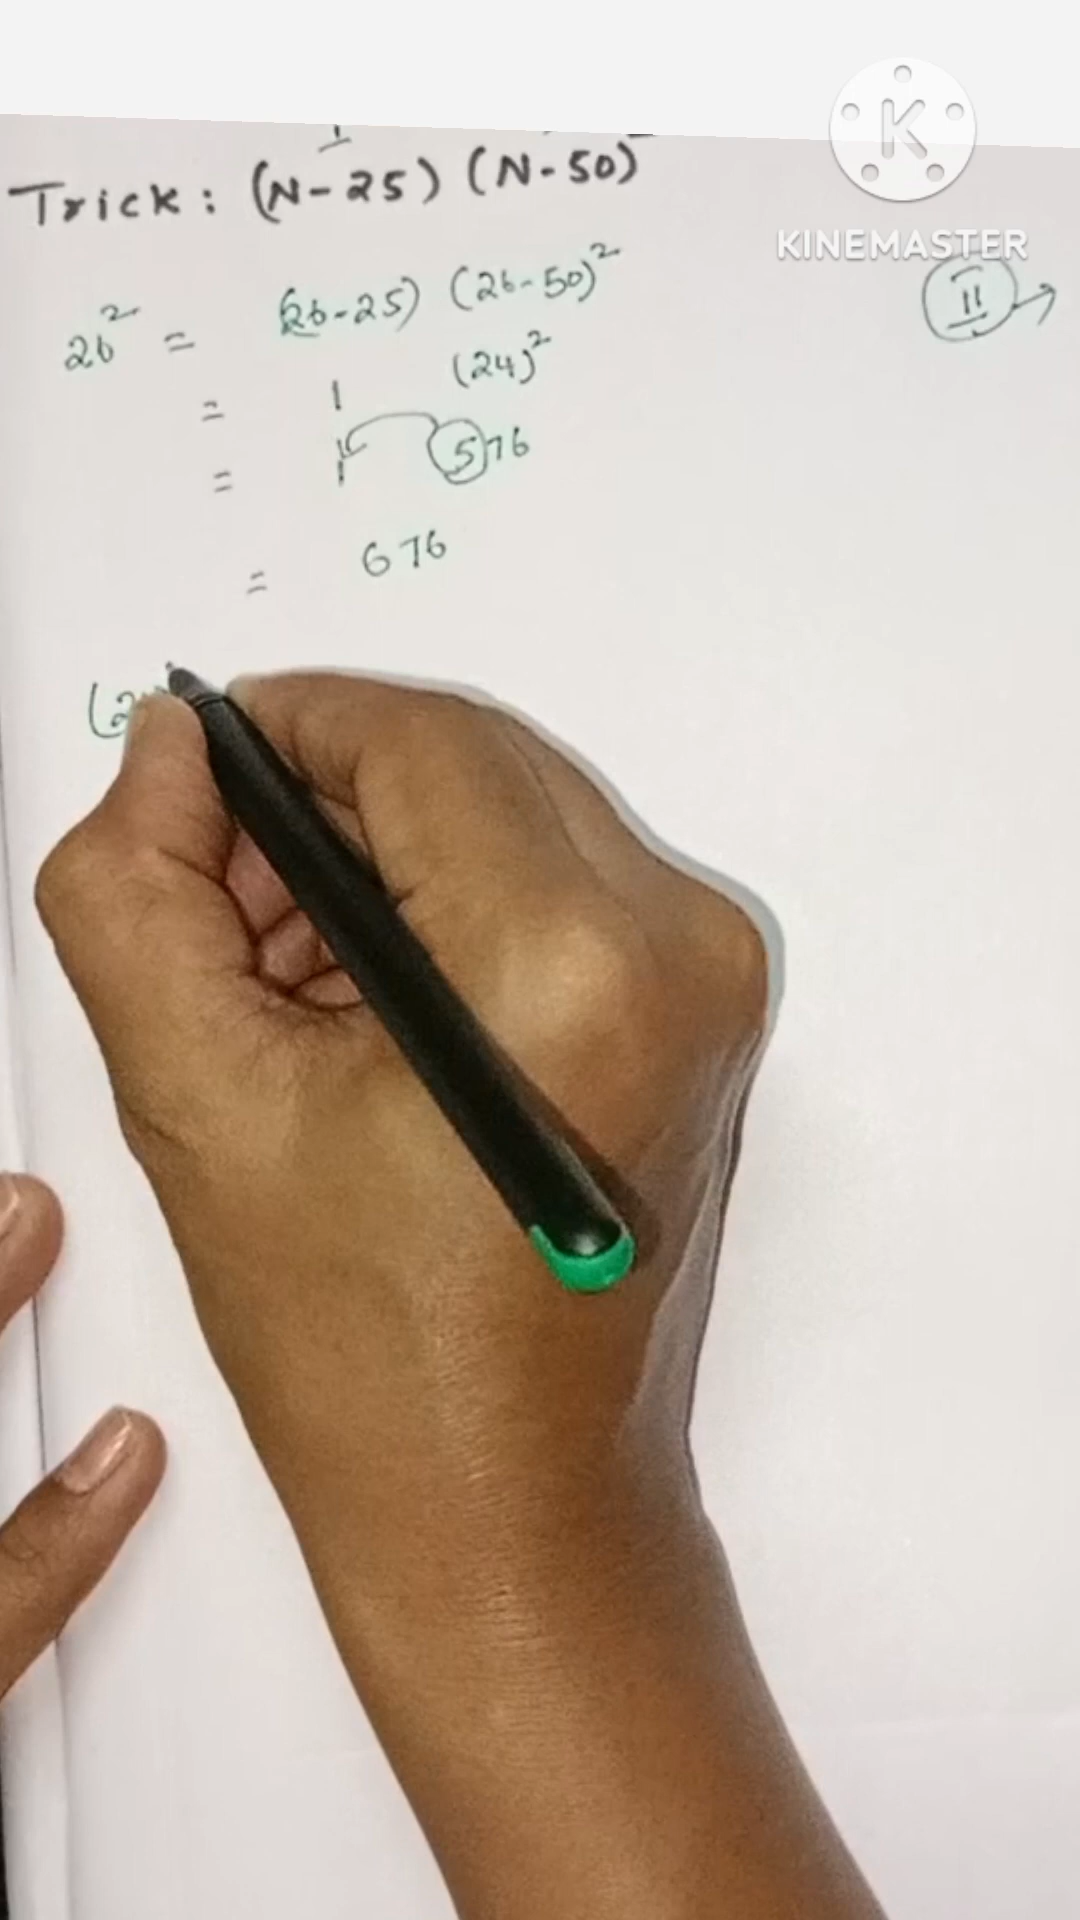 KINEMASTER
Trick: (N-25) (N-50)
II →
26² = (26-25) (26-50)²
= 1 (24)²
= 1 576
= 676
(2